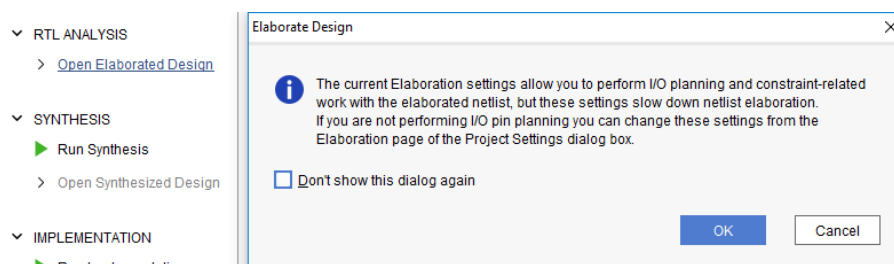 RTL ANALYSIS
Open Elaborated Design
SYNTHESIS
Run Synthesis
Open Synthesized Design
IMPLEMENTATION
Elaborate Design
The current Elaboration settings allow you to perform I/O planning and constraint-related
work with the elaborated netlist, but these settings slow down netlist elaboration.
If you are not performing I/O pin planning you can change these settings from the
Elaboration page of the Project Settings dialog box.
Don't show this dialog again
OK
Cancel